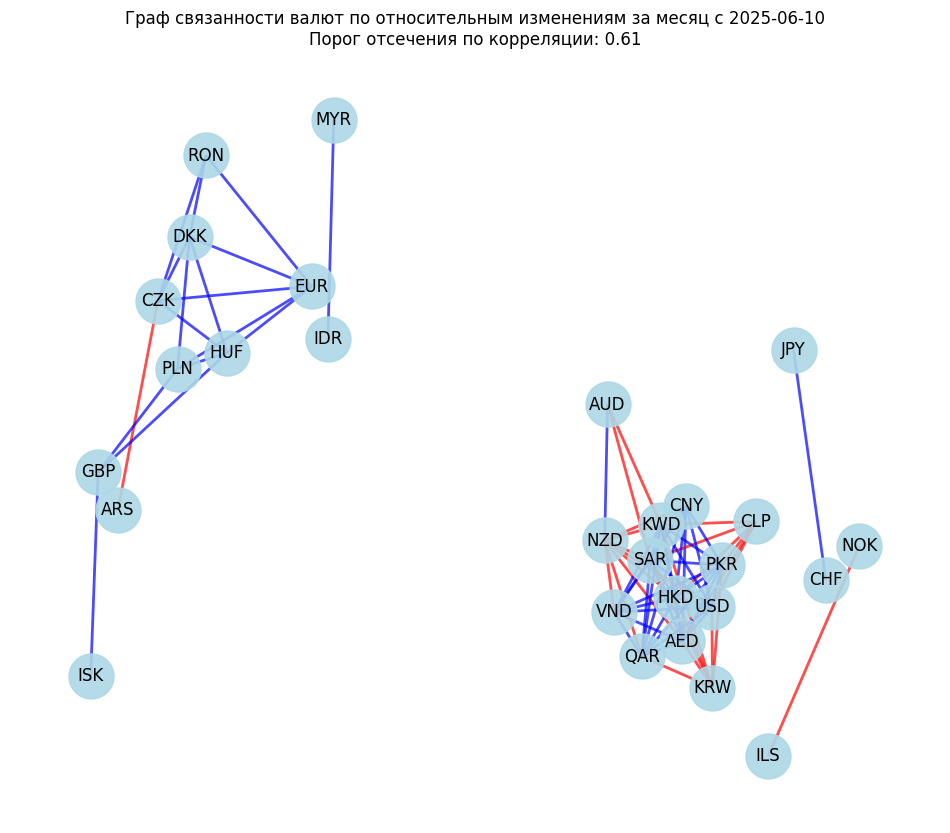 Граф связанности валют по относительным изменениям за месяц с 2025-06-10
Порог отсечения по корреляции: 0.61
MYR
RON
DKK
EUR
CZK
IDR
HUF
PLN
JPY
AUD
GBP
ARS
CNY
KWD
CLP
NZD
NOK
SAR
PKR
CHF
HKD
USD
VND
AED
QAR
ISK
KRW
ILS